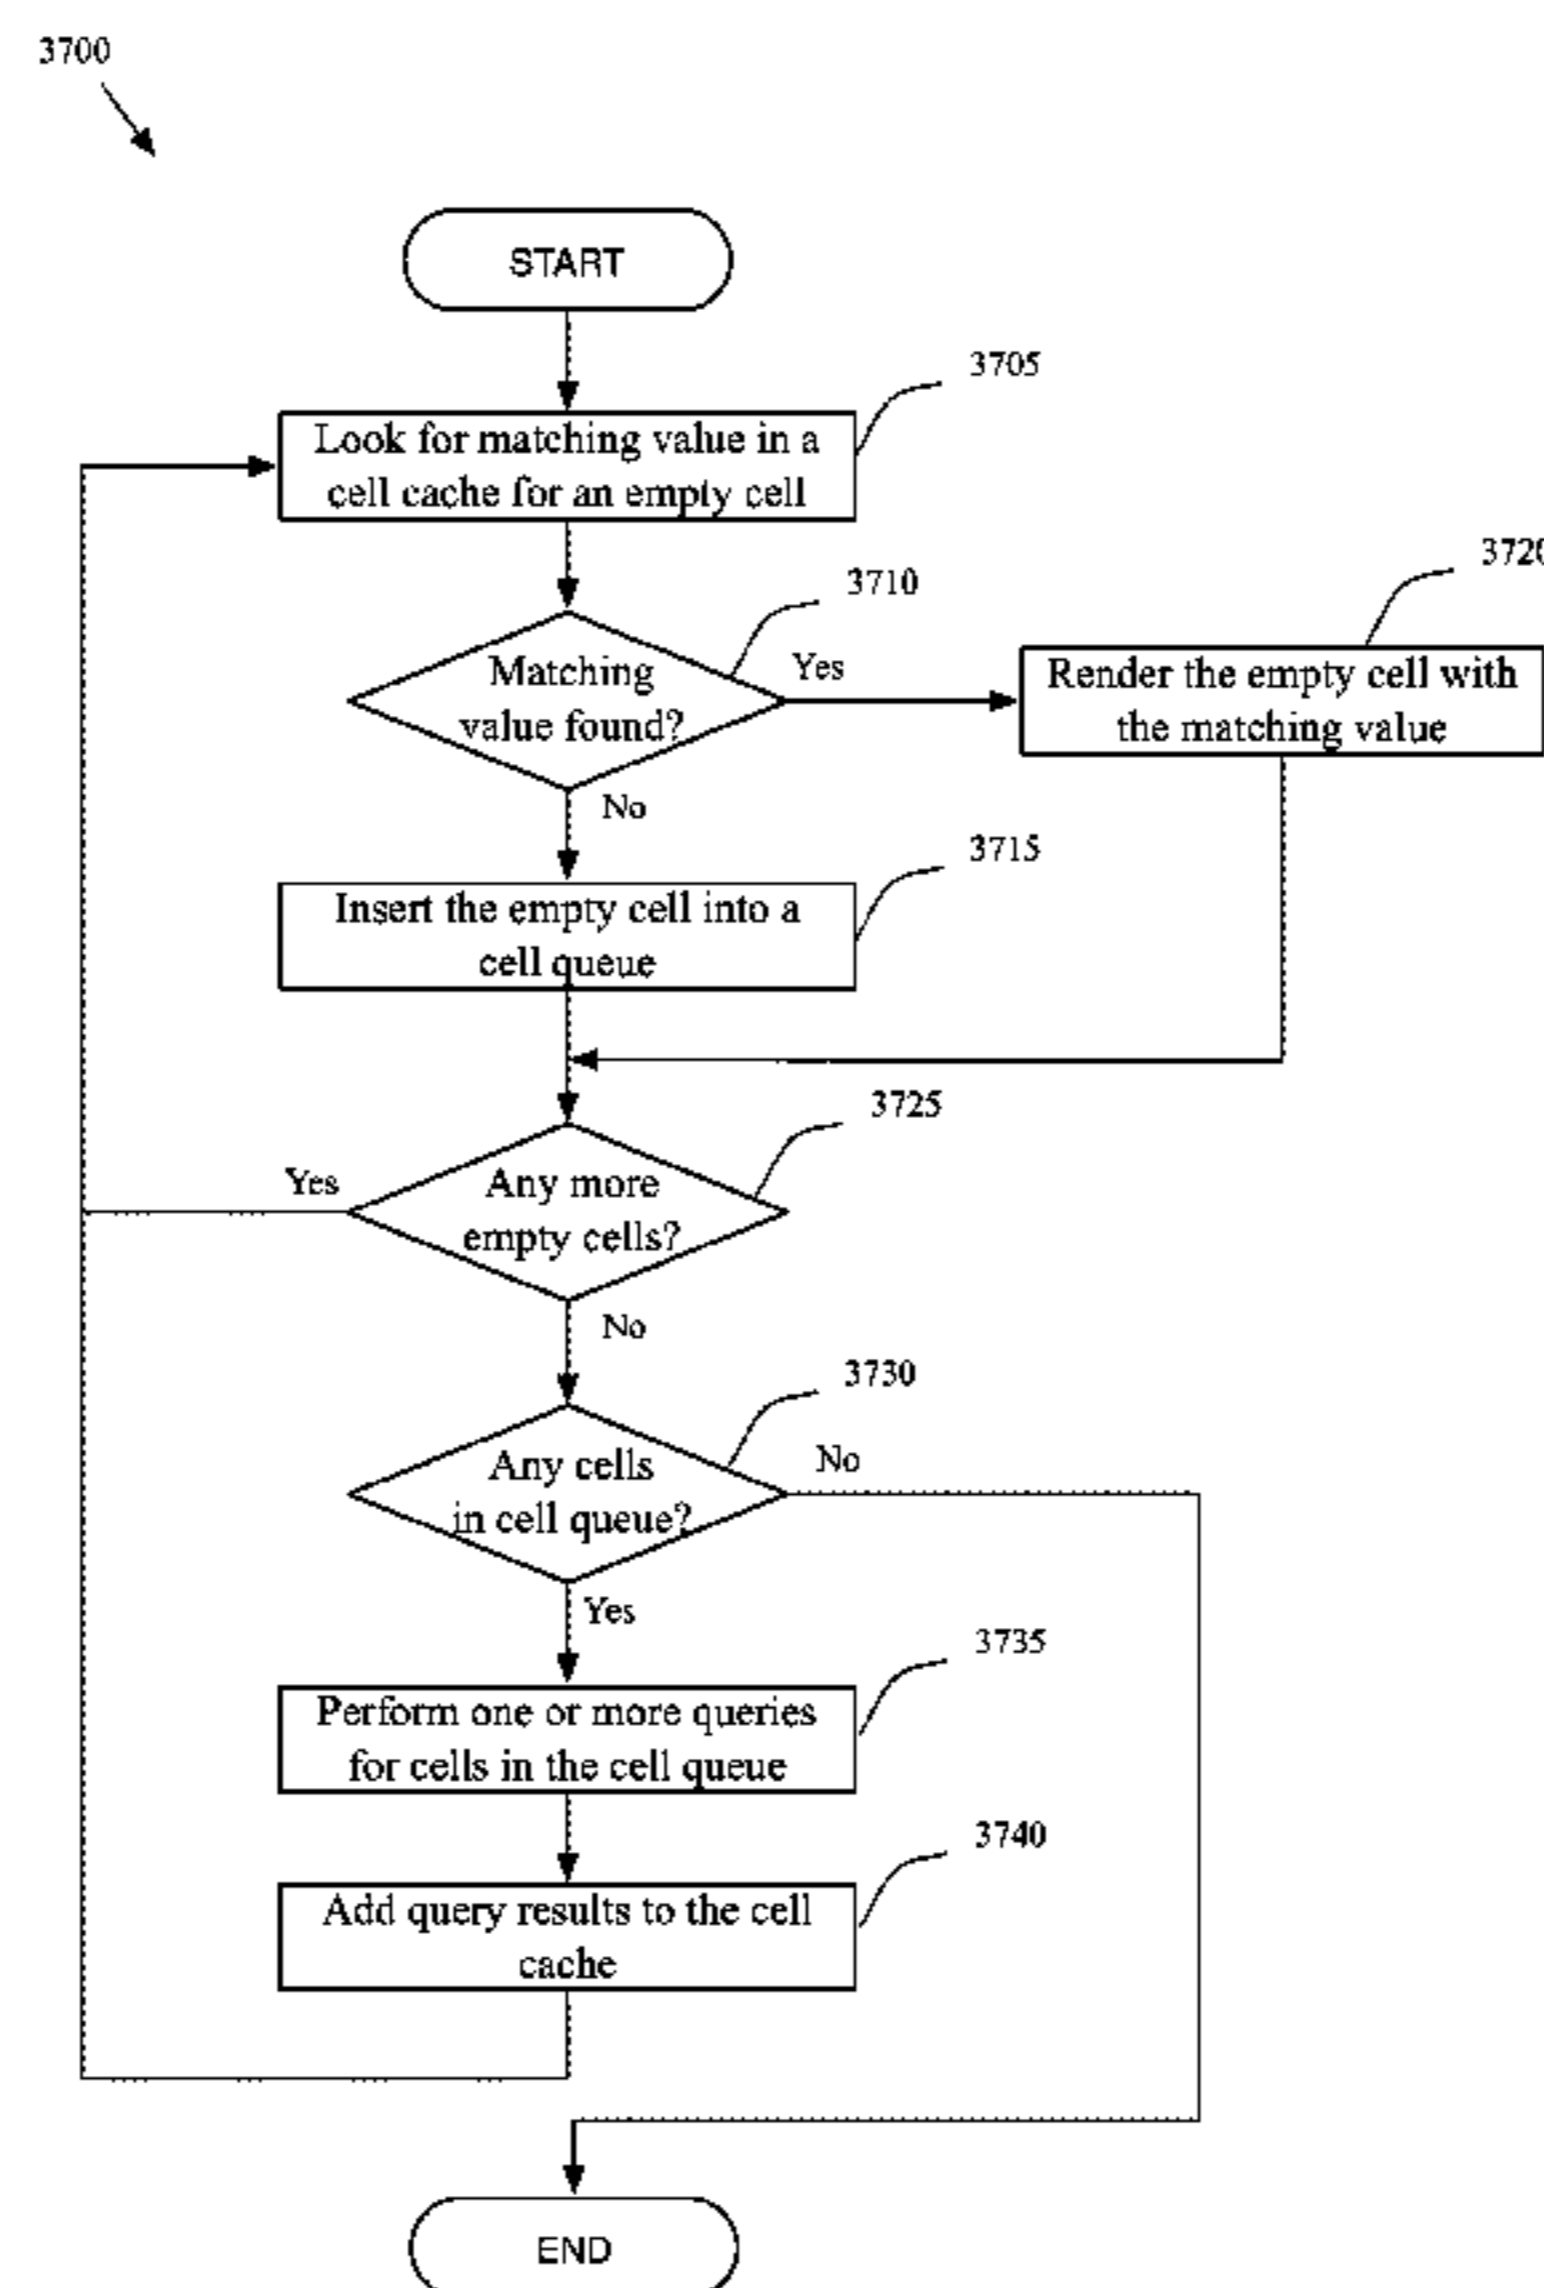 3700
START
3705
Look for matching value in a
cell cache for an empty cell
3710
Matching
value found?
Yes
3720
Render the empty cell with
the matching value
No
3715
Insert the empty cell into a
cell queue
3725
Any more
empty cells?
Yes
No
3730
Any cells
in cell queue?
No
Yes
3735
Perform one or more queries
for cells in the cell queue
3740
Add query results to the cell
cache
END